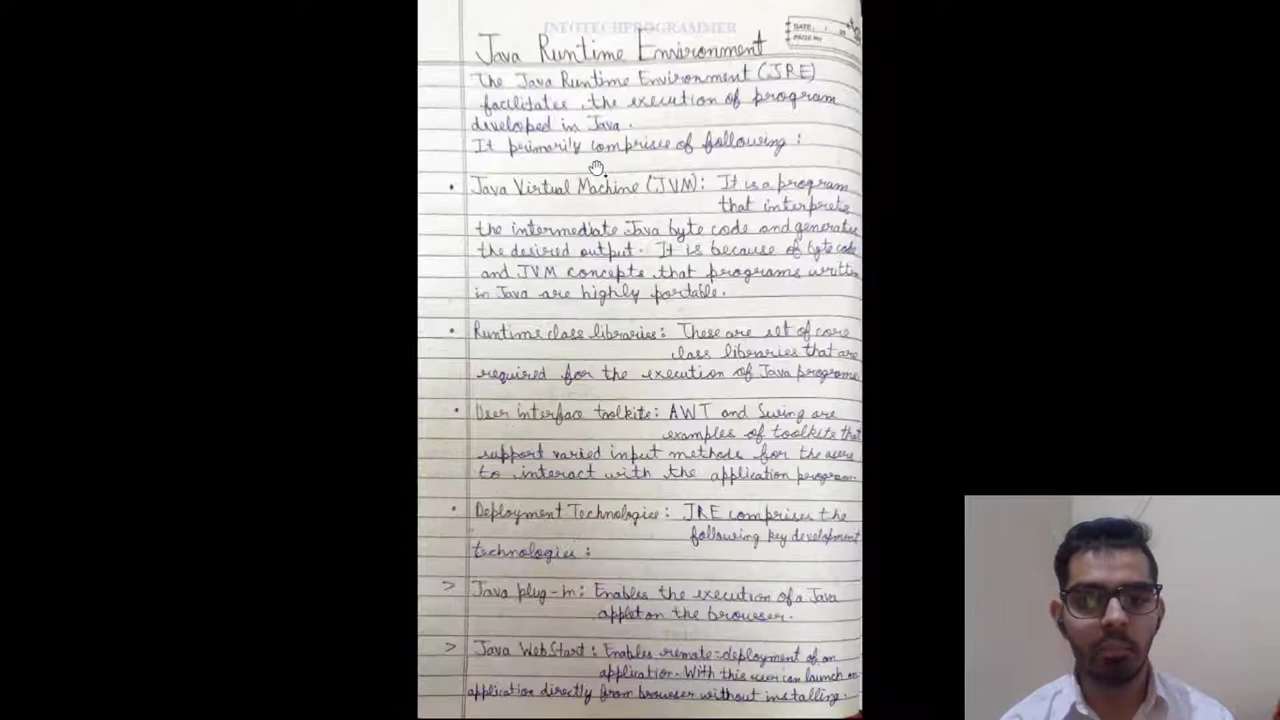 INFOTECHPROGRAMMER
DATE:
PAGE No
Java Runtime Environment
The Java Runtime Environment (JRE)
facilitates the execution of program
developed in Java.
It primarily comprise of following:
• Java Virtual Machine (JVM): It is a program
that interprets
the intermediate Java byte code and generates
the desired output. It is because of byte code
and JVM concepts that programs written
in Java are highly portable.
• Runtime class libraries: These are set of core
class libraries that are
required for the execution of Java programs
• User interface toolkits: AWT and Swing are
examples of toolkits that
support varied input methods for the users
to interact with the application program.
• Deployment Technologies: JRE comprises the
following key development
technologies:
> Java plug-in: Enables the execution of a Java
applet on the browser.
> Java WebStart: Enables remote-deployment of an
application. With this user can launch an
application directly from browser without installing.